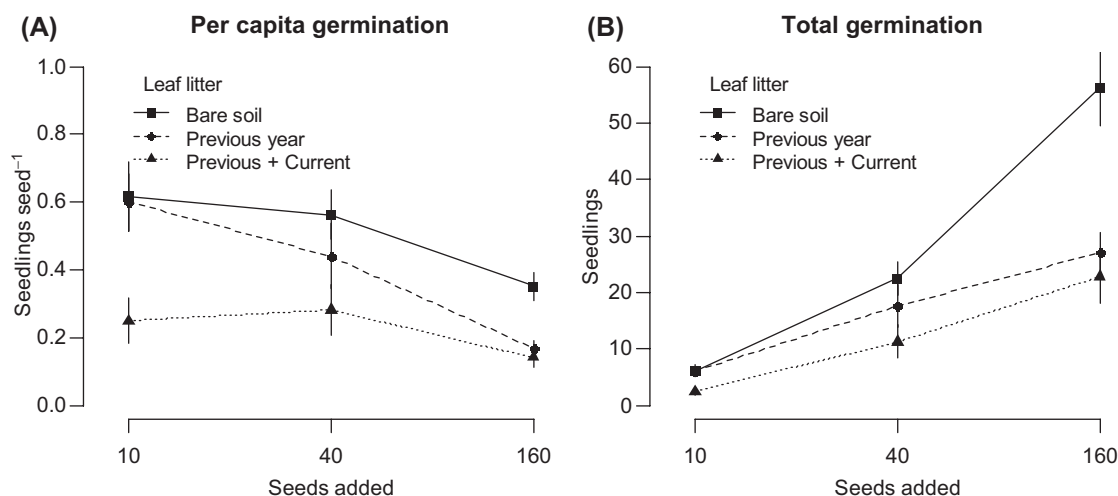 (A) Per capita germination
1.0
0.8
0.6
0.4
0.2
0.0
Seedlings seed⁻¹
Leaf litter
Bare soil
Previous year
Previous + Current
10 40 160
Seeds added
(B) Total germination
60
50
40
30
20
10
0
Seedlings
Leaf litter
Bare soil
Previous year
Previous + Current
10 40 160
Seeds added